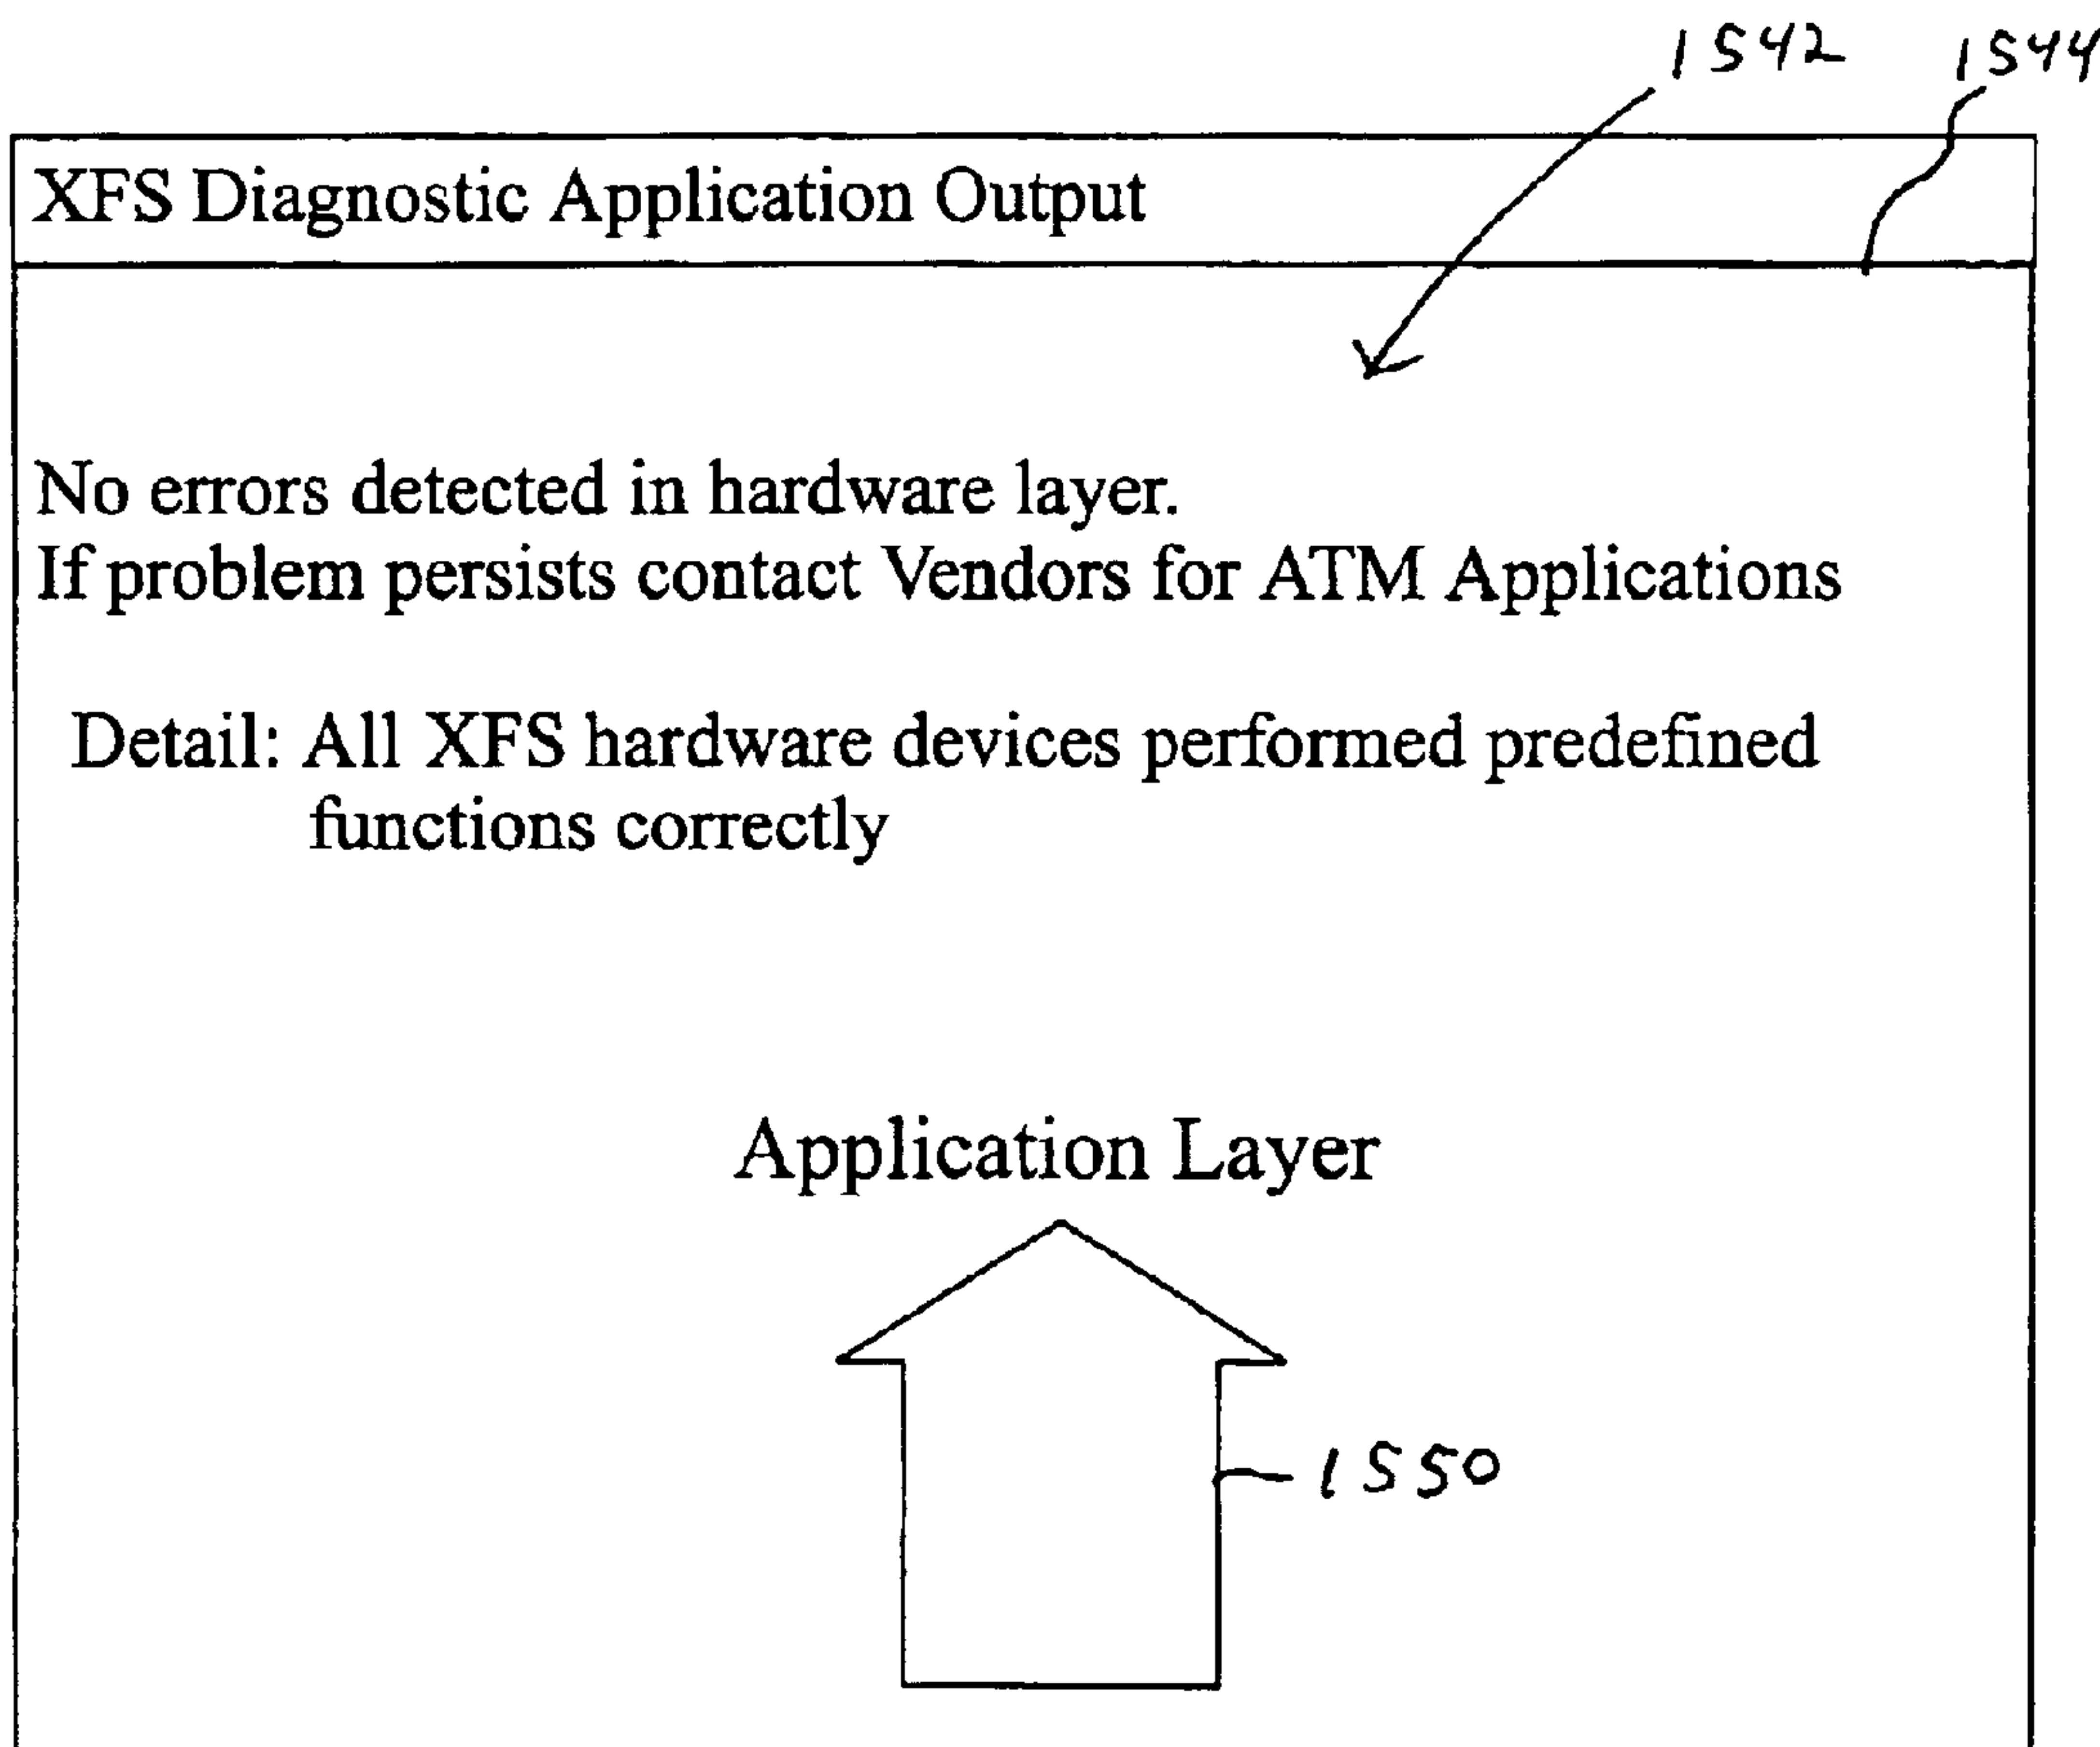 1542 1544
XFS Diagnostic Application Output
No errors detected in hardware layer.
If problem persists contact Vendors for ATM Applications
Detail: All XFS hardware devices performed predefined
functions correctly
Application Layer
1550